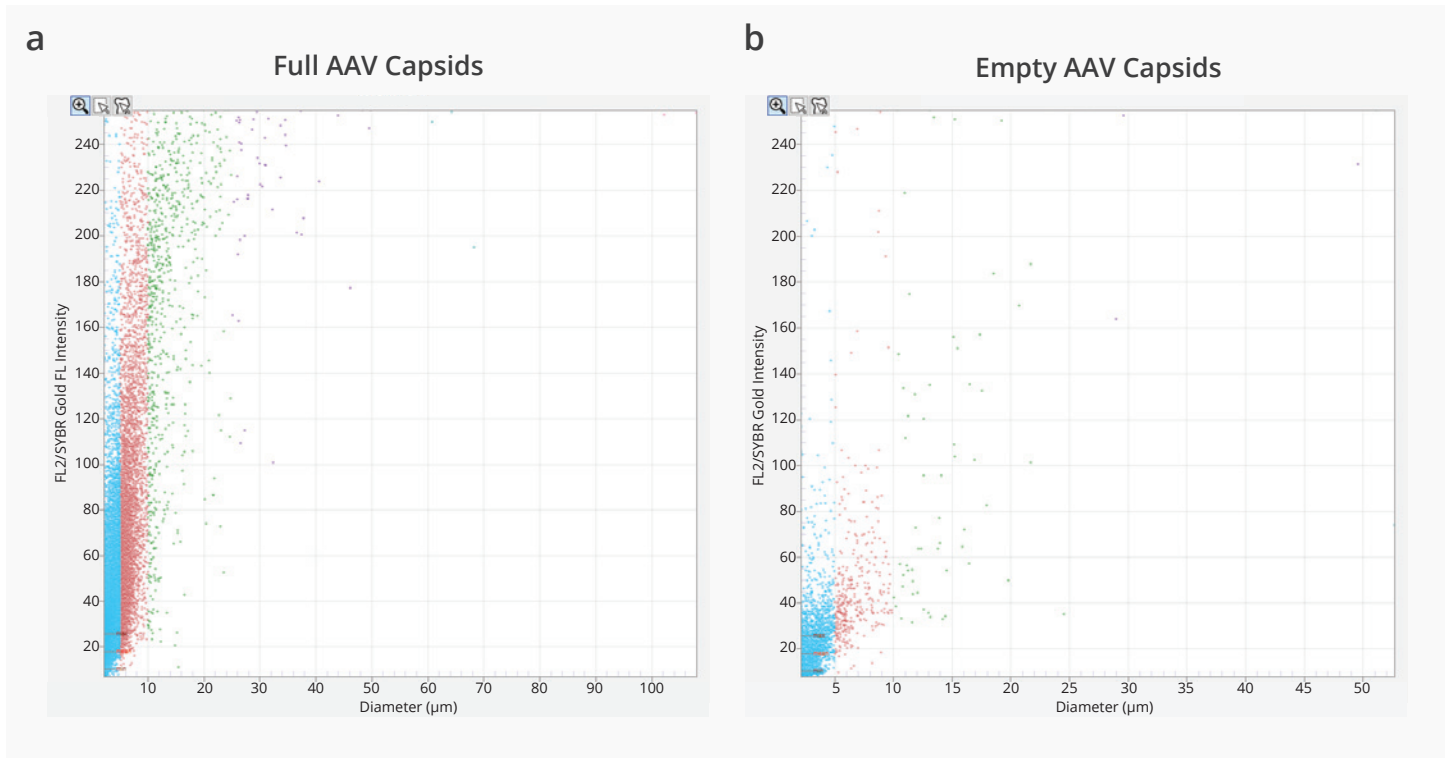 a
Full AAV Capsids
FL2/SYBR Gold FL Intensity
240
220
200
180
160
140
120
100
80
60
40
20
10 20 30 40 50 60 70 80 90 100
Diameter (μm)
b
Empty AAV Capsids
FL2/SYBR Gold Intensity
240
220
200
180
160
140
120
100
80
60
40
20
5 10 15 20 25 30 35 40 45 50
Diameter (μm)